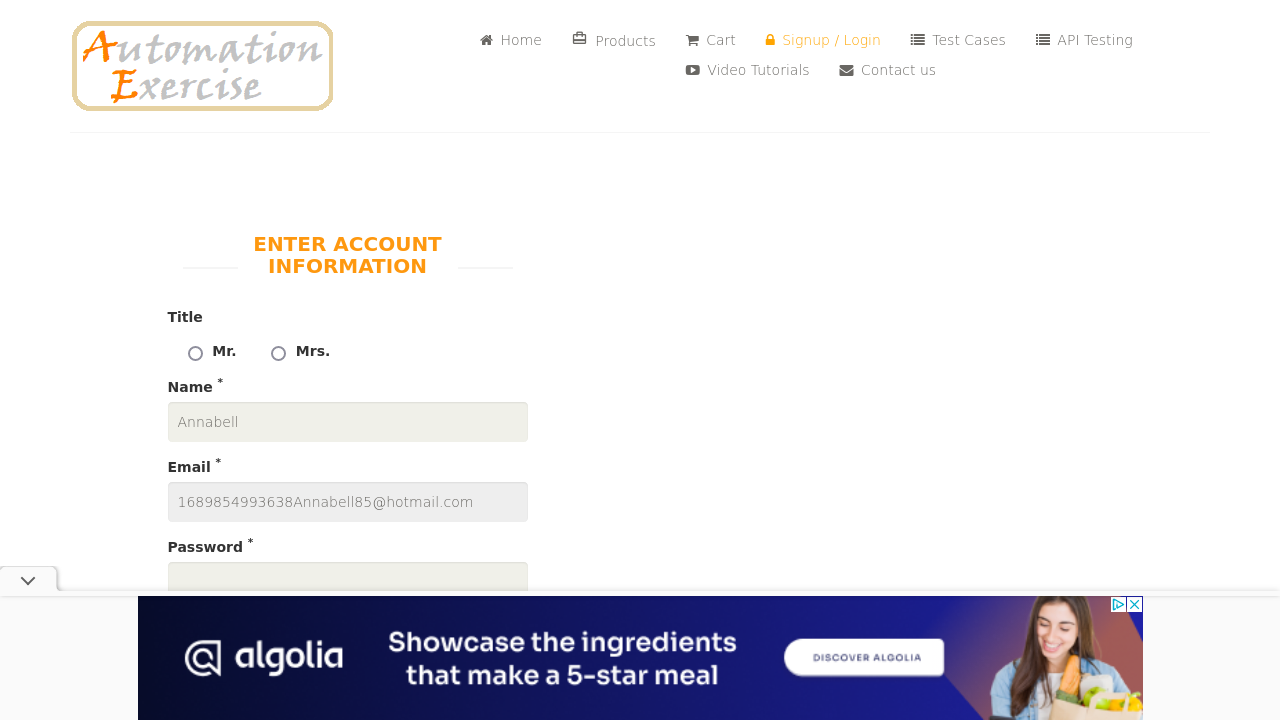 Automation
Exercise
Home
Products
Cart
Signup / Login
Test Cases
API Testing
Video Tutorials
Contact us
ENTER ACCOUNT
INFORMATION
Title
Mr.
Mrs.
Name *
Annabell
Email *
1689854993638Annabell85@hotmail.com
Password *
algolia
Showcase the ingredients
that make a 5-star meal
DISCOVER ALGOLIA